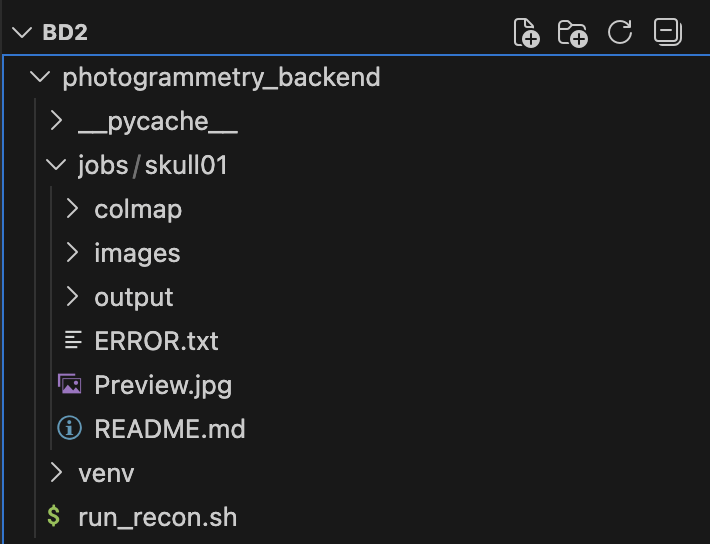 BD2
photogrammetry_backend
__pycache__
jobs/skull01
colmap
images
output
ERROR.txt
Preview.jpg
README.md
venv
$ run_recon.sh